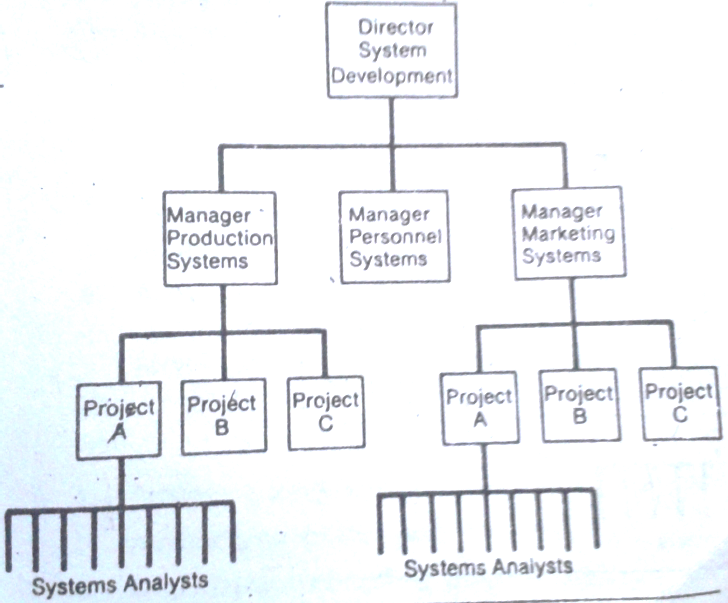 Director
System
Development
Manager
Production
Systems
Manager
Personnel
Systems
Manager
Marketing
Systems
Project
A
Project
B
Project
C
Project
A
Project
B
Project
C
Systems Analysts
Systems Analysts